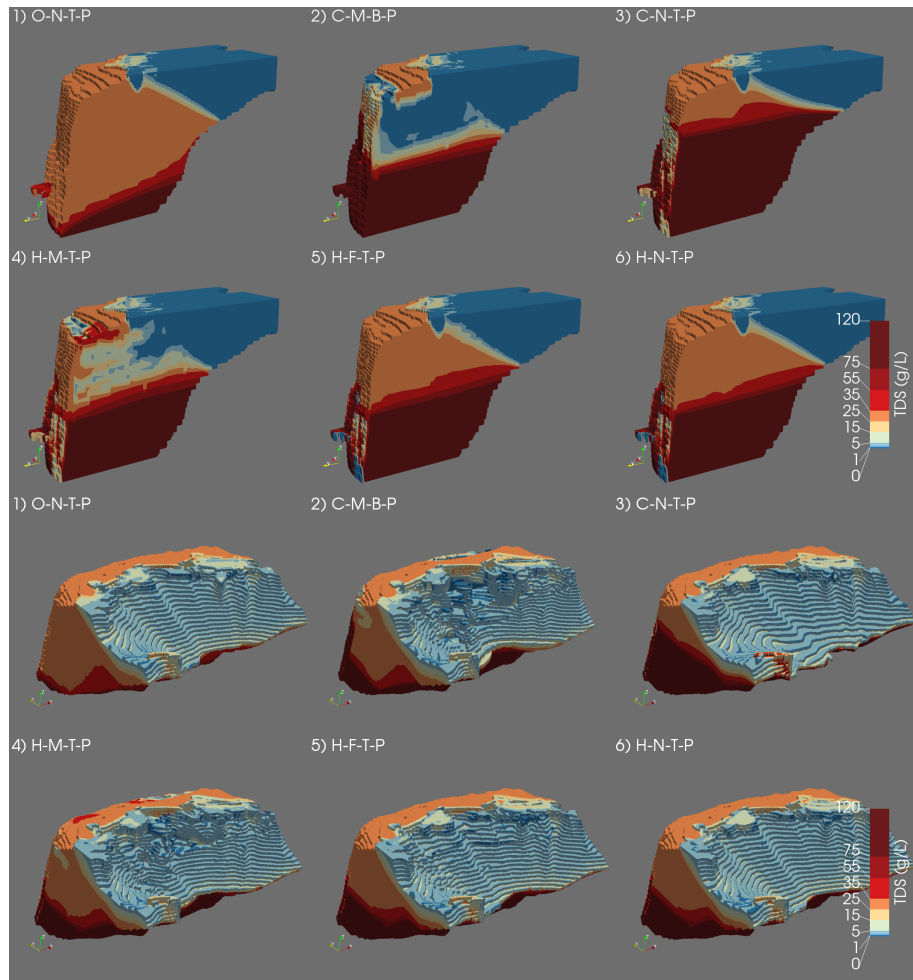 1) O-N-T-P
2) C-M-B-P
3) C-N-T-P
4) H-M-T-P
5) H-F-T-P
6) H-N-T-P
120
75
55
35
25
15
5
1
0
TDS (g/L)
1) O-N-T-P
2) C-M-B-P
3) C-N-T-P
4) H-M-T-P
5) H-F-T-P
6) H-N-T-P
120
75
55
35
25
15
5
1
0
TDS (g/L)